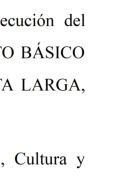 ecución del
TO BÁSICO
TA LARGA,
, Cultura y